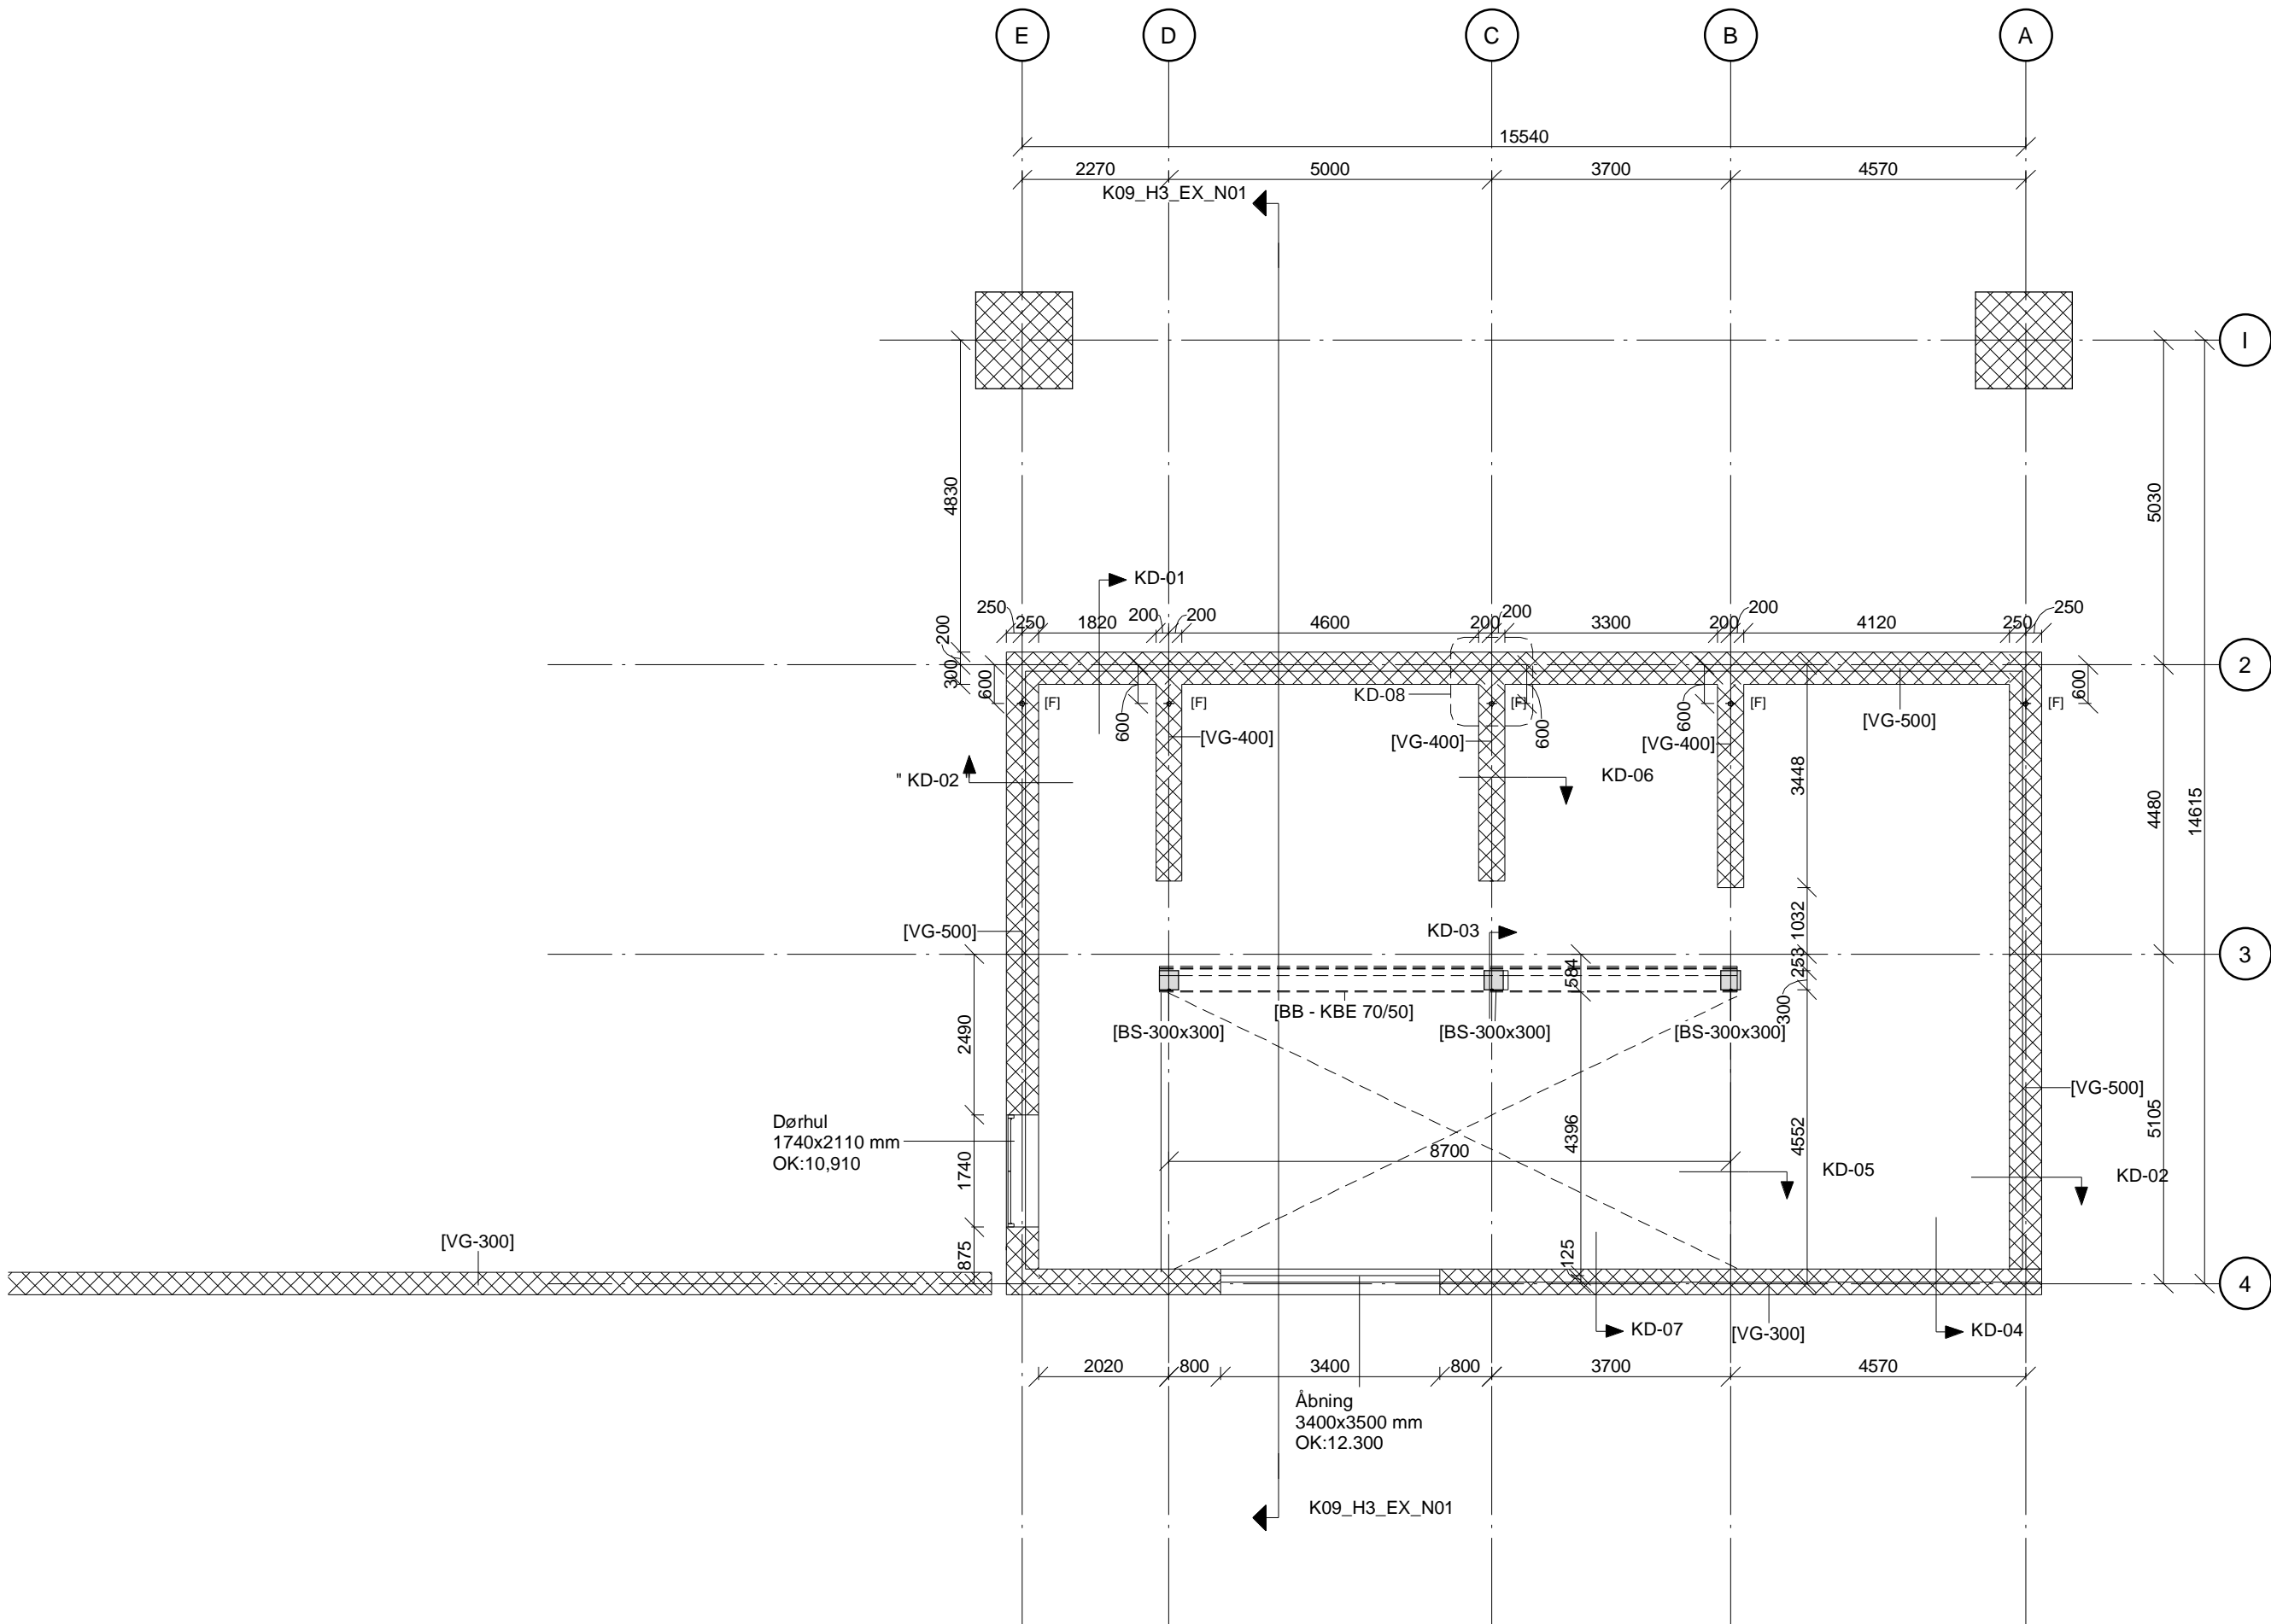 E
D
C
B
A
15540
2270
5000
3700
4570
K09_H3_EX_N01
I
4830
5030
KD-01
250
250
1820
200
200
4600
200
200
3300
200
200
4120
250
250
200
300
600
2
600
[F]
[F]
[F]
[F]
[F]
KD-08
600
600
600
[VG-400]
[VG-400]
[VG-400]
[VG-500]
" KD-02 "
KD-06
3448
4480
14615
[VG-500]
KD-03
1032
3
584
253
300
[BB - KBE 70/50]
[BS-300x300]
[BS-300x300]
[BS-300x300]
2490
[VG-500]
Dørhul
1740x2110 mm
OK:10,910
1740
8700
4396
4552
5105
KD-05
KD-02
[VG-300]
875
125
4
KD-07
[VG-300]
KD-04
2020
800
3400
800
3700
4570
Åbning
3400x3500 mm
OK:12.300
K09_H3_EX_N01